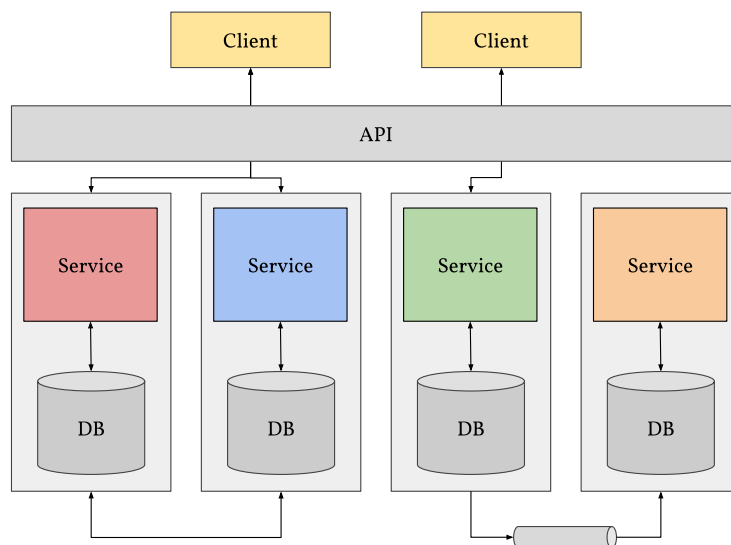 Client
Client
API
Service
Service
Service
Service
DB
DB
DB
DB